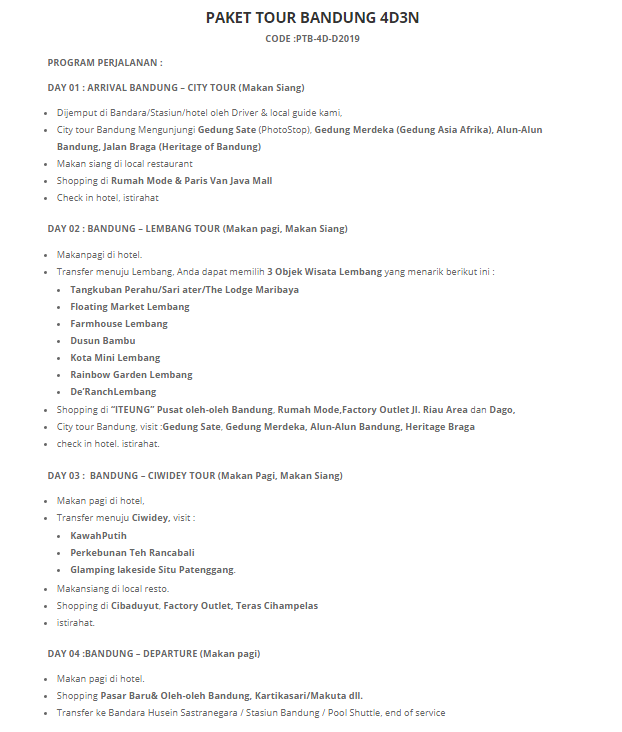 PAKET TOUR BANDUNG 4D3N
CODE :PTB-4D-D2019
PROGRAM PERJALANAN :
DAY 01 : ARRIVAL BANDUNG – CITY TOUR (Makan Siang)
Dijemput di Bandara/Stasiun/hotel oleh Driver & local guide kami,
City tour Bandung Mengunjungi Gedung Sate (PhotoStop), Gedung Merdeka (Gedung Asia Afrika), Alun-Alun
Bandung, Jalan Braga (Heritage of Bandung)
Makan siang di local restaurant
Shopping di Rumah Mode & Paris Van Java Mall
Check in hotel, istirahat
DAY 02 : BANDUNG – LEMBANG TOUR (Makan pagi, Makan Siang)
Makanpagi di hotel.
Transfer menuju Lembang, Anda dapat memilih 3 Objek Wisata Lembang yang menarik berikut ini :
Tangkuban Perahu/Sari ater/The Lodge Maribaya
Floating Market Lembang
Farmhouse Lembang
Dusun Bambu
Kota Mini Lembang
Rainbow Garden Lembang
De’RanchLembang
Shopping di “ITEUNG” Pusat oleh-oleh Bandung, Rumah Mode,Factory Outlet Jl. Riau Area dan Dago,
City tour Bandung, visit :Gedung Sate, Gedung Merdeka, Alun-Alun Bandung, Heritage Braga
check in hotel. istirahat.
DAY 03 :  BANDUNG – CIWIDEY TOUR (Makan Pagi, Makan Siang)
Makan pagi di hotel,
Transfer menuju Ciwidey, visit :
KawahPutih
Perkebunan Teh Rancabali
Glamping lakeside Situ Patenggang.
Makansiang di local resto.
Shopping di Cibaduyut, Factory Outlet, Teras Cihampelas
istirahat.
DAY 04 :BANDUNG – DEPARTURE (Makan pagi)
Makan pagi di hotel.
Shopping Pasar Baru& Oleh-oleh Bandung, Kartikasari/Makuta dll.
Transfer ke Bandara Husein Sastranegara / Stasiun Bandung / Pool Shuttle, end of service